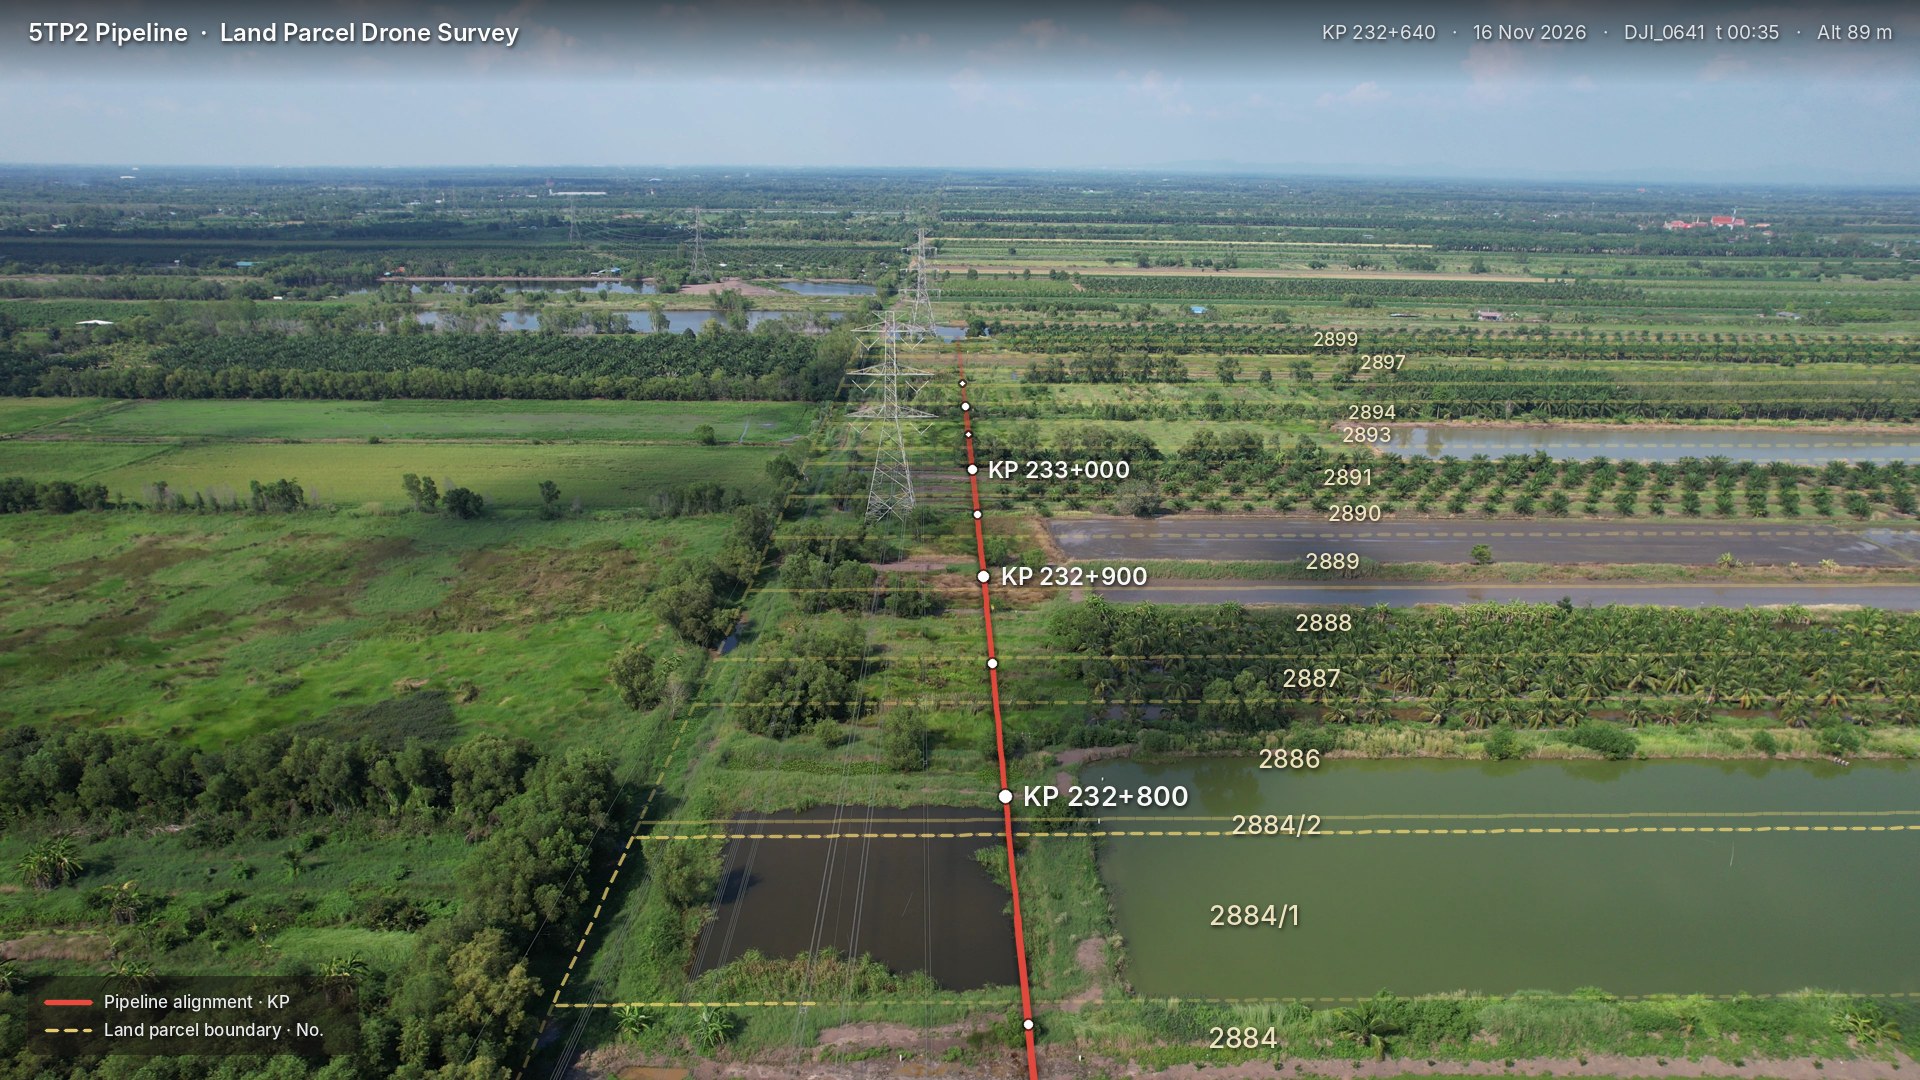 5TP2 Pipeline · Land Parcel Drone Survey
KP 232+640 · 16 Nov 2026 · DJI_0641 t 00:35 · Alt 89 m
2899
2897
2894
2893
KP 233+000
2891
2890
2889
KP 232+900
2888
2887
2886
KP 232+800
2884/2
2884/1
Pipeline alignment · KP
Land parcel boundary · No.
2884